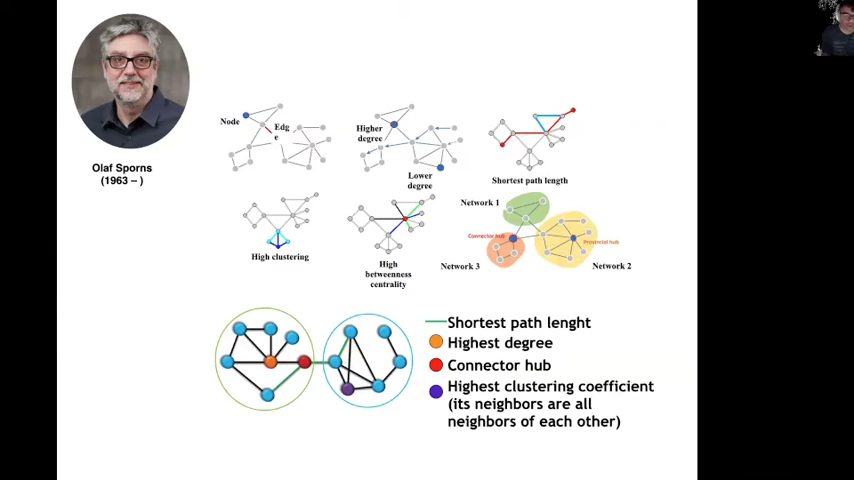 Olaf Sporns
(1963 – )
Node
Edg
e
Higher
degree
Lower
degree
Shortest path length
High clustering
High
betweenness
centrality
Network 1
Connector hub
Provincial hub
Network 3
Network 2
Shortest path lenght
Highest degree
Connector hub
Highest clustering coefficient
(its neighbors are all
neighbors of each other)